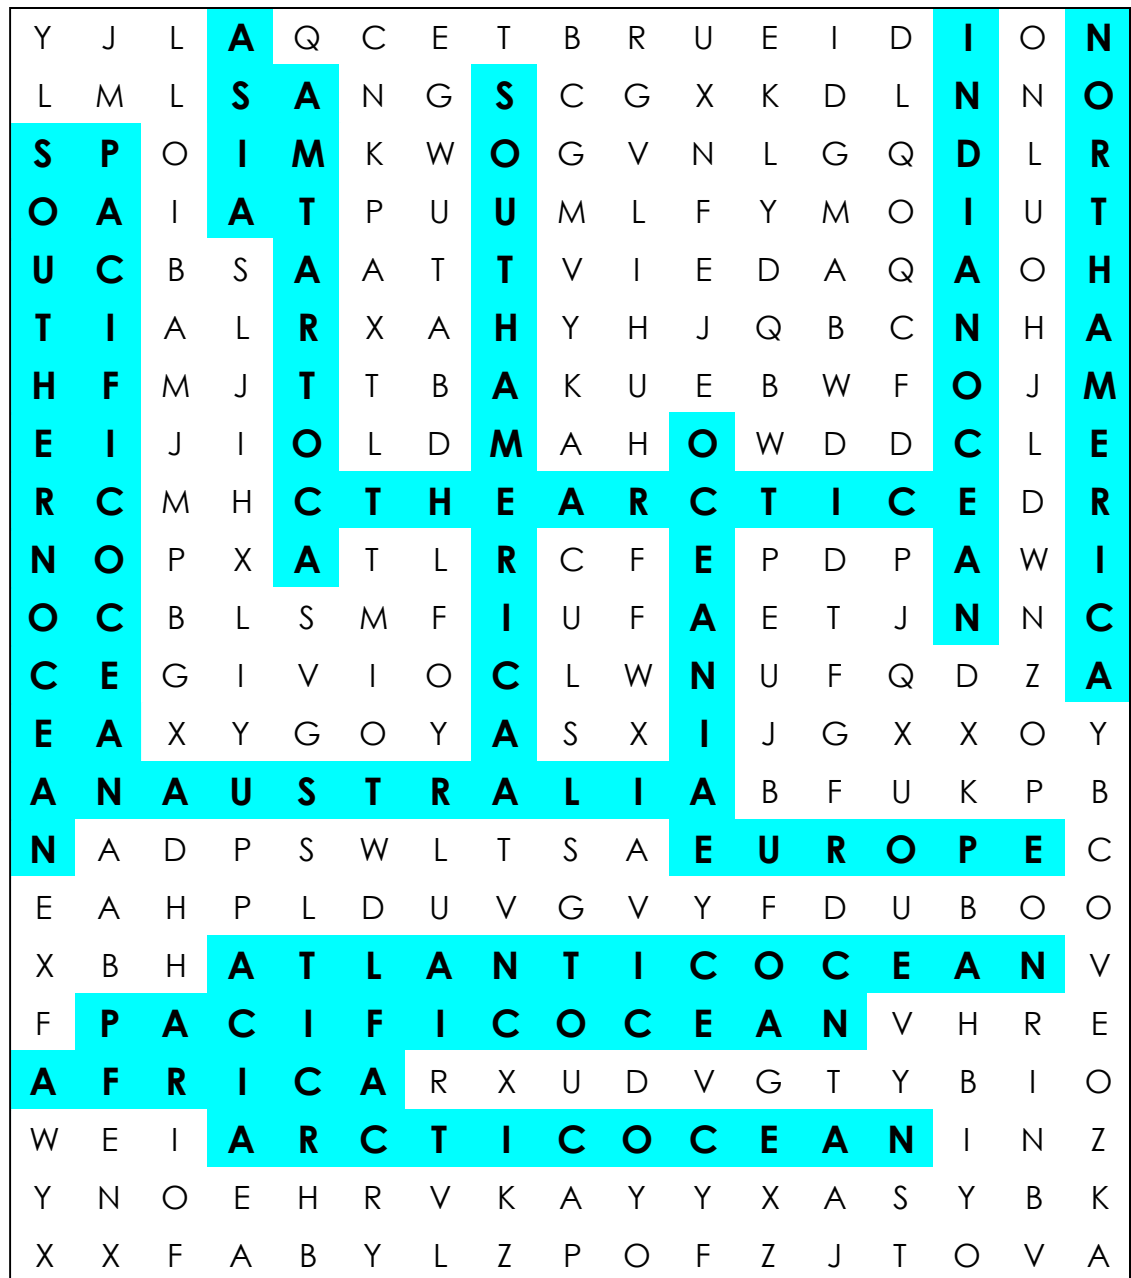 Y J L A Q C E T B R U E I D I O N
L M L S A N G S C G X K D L N N O
S P O I M K W O G V N L G Q D L R
O A I A T P U U M L F Y M O I U T
U C B S A A T T V I E D A Q A O H
T I A L R X A H Y H J Q B C N H A
H F M J T T B A K U E B W F O J M
E I J I O L D M A H O W D D C L E
R C M H C T H E A R C T I C E D R
N O P X A T L R C F E P D P A W I
O C B L S M F I U F A E T J N N C
C E G I V I O C L W N U F Q D Z A
E A X Y G O Y A S X I J G X X O Y
A N A U S T R A L I A B F U K P B
N A D P S W L T S A E U R O P E C
E A H P L D U V G V Y F D U B O O
X B H A T L A N T I C O C E A N V
F P A C I F I C O C E A N V H R E
A F R I C A R X U D V G T Y B I O
W E I A R C T I C O C E A N I N Z
Y N O E H R V K A Y Y X A S Y B K
X X F A B Y L Z P O F Z J T O V A